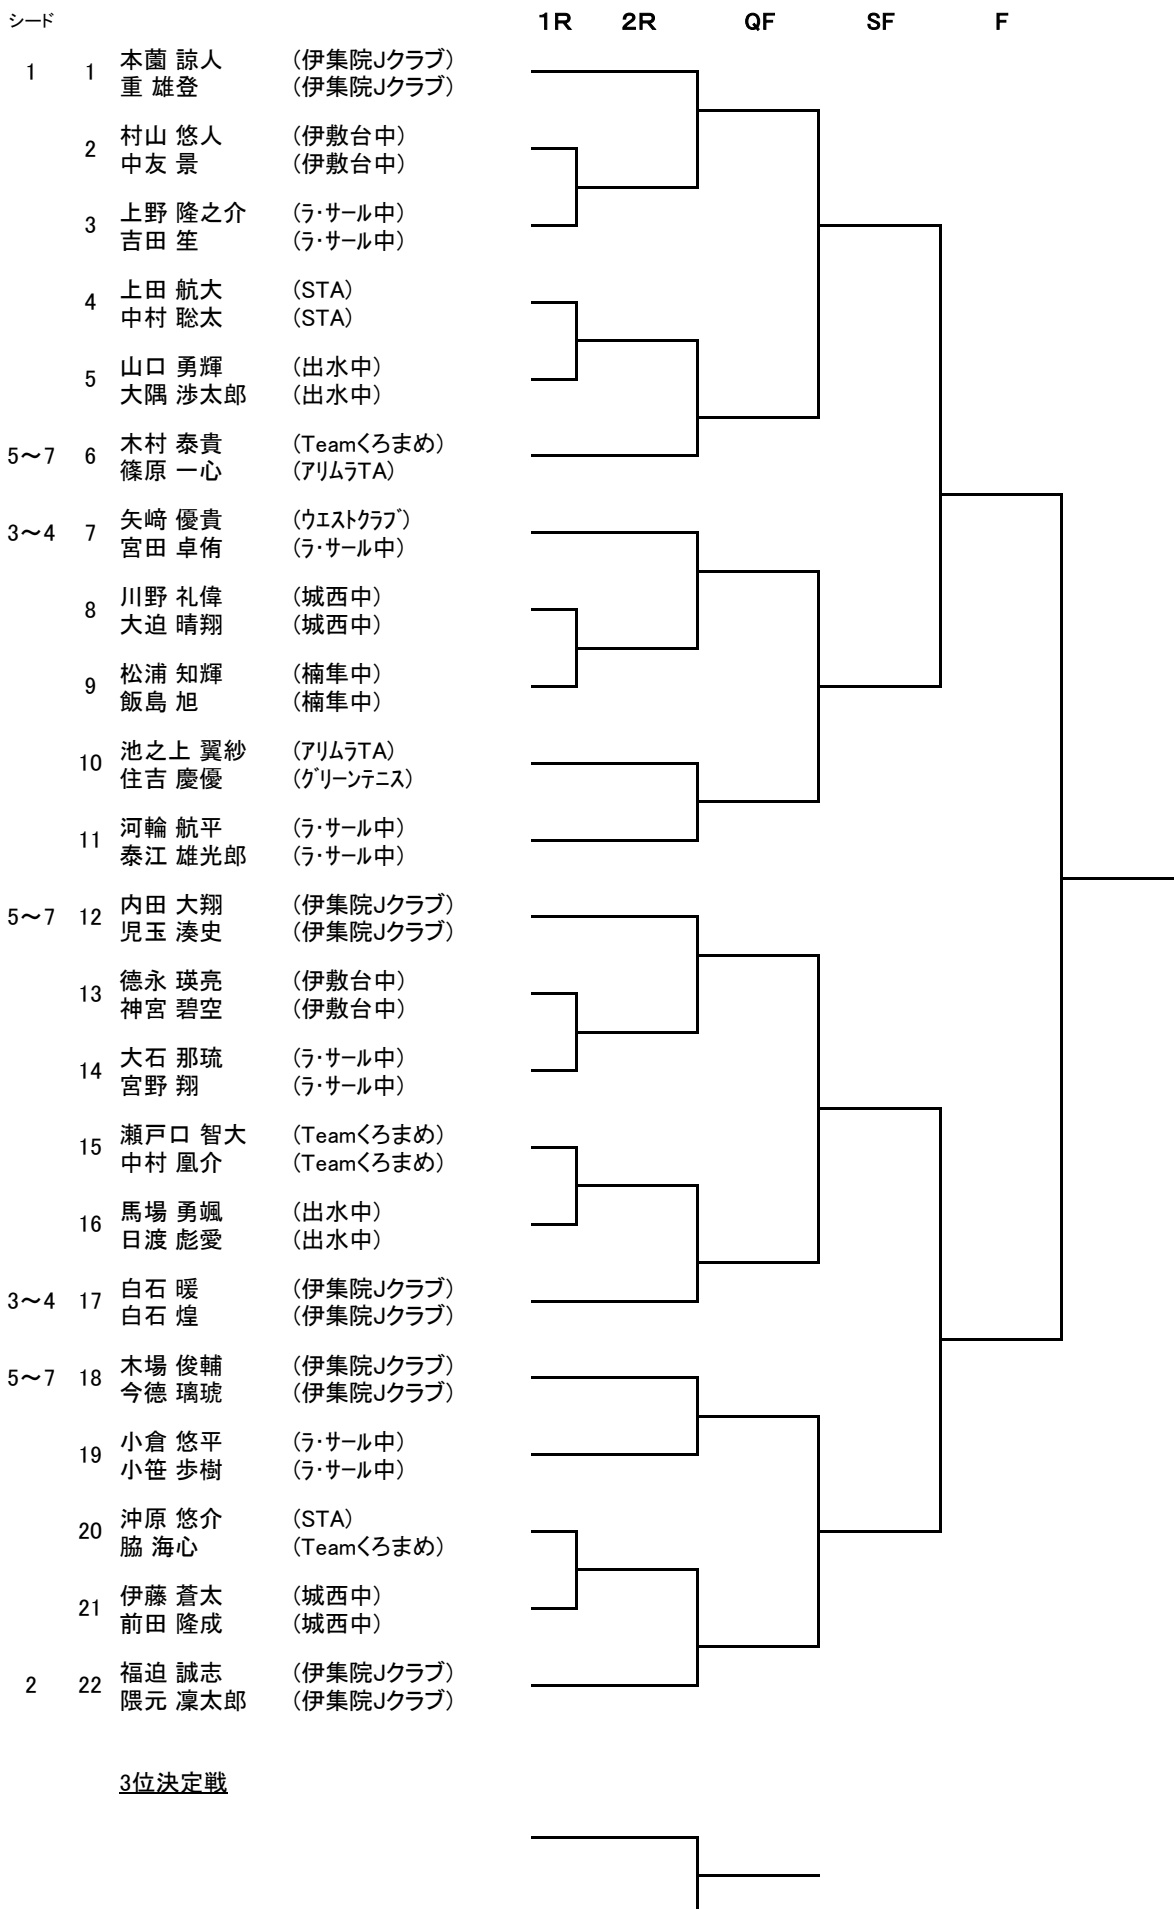 シード 1R 2R QF SF F
本薗 諒人 (伊集院Jクラブ)
1 1
重 雄登 (伊集院Jクラブ)
村山 悠人 (伊敷台中)
2
中友 景 (伊敷台中)
上野 隆之介 (ラ・サール中)
3
吉田 笙 (ラ・サール中)
上田 航大 (STA)
4
中村 聡太 (STA)
山口 勇輝 (出水中)
5
大隅 渉太郎 (出水中)
木村 泰貴 (Teamくろまめ)
5～7 6
篠原 一心 (アリムラTA)
矢﨑 優貴 (ウエストクラブ)
3～4 7
宮田 卓侑 (ラ・サール中)
川野 礼偉 (城西中)
8
大迫 晴翔 (城西中)
松浦 知輝 (楠隼中)
9
飯島 旭 (楠隼中)
池之上 翼紗 (アリムラTA)
10
住吉 慶優 (グリーンテニス)
河輪 航平 (ラ・サール中)
11
泰江 雄光郎 (ラ・サール中)
内田 大翔 (伊集院Jクラブ)
5～7 12
児玉 湊史 (伊集院Jクラブ)
德永 瑛亮 (伊敷台中)
13
神宮 碧空 (伊敷台中)
大石 那琉 (ラ・サール中)
14
宮野 翔 (ラ・サール中)
瀬戸口 智大 (Teamくろまめ)
15
中村 凰介 (Teamくろまめ)
馬場 勇颯 (出水中)
16
日渡 彪愛 (出水中)
白石 暖 (伊集院Jクラブ)
3～4 17
白石 煌 (伊集院Jクラブ)
木場 俊輔 (伊集院Jクラブ)
5～7 18
今德 璃琥 (伊集院Jクラブ)
小倉 悠平 (ラ・サール中)
19
小笹 歩樹 (ラ・サール中)
沖原 悠介 (STA)
20
脇 海心 (Teamくろまめ)
伊藤 蒼太 (城西中)
21
前田 隆成 (城西中)
福迫 誠志 (伊集院Jクラブ)
2 22
隈元 凜太郎 (伊集院Jクラブ)
3位決定戦